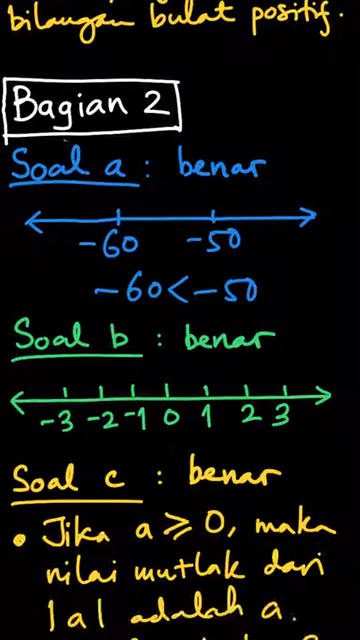 bilangan bulat positif.
Bagian 2
Soal a : benar
-60 -50
-60 < -50
Soal b : benar
-3 -2 -1 0 1 2 3
Soal c : benar
• Jika a ⩾ 0, maka
nilai mutlak dari
|a| adalah a.